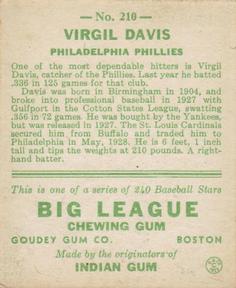 — No. 210 —
VIRGIL DAVIS
PHILADELPHIA PHILLIES
One of the most dependable hitters is Virgil
Davis, catcher of the Phillies. Last year he batted
.336 in 125 games for that club.
Davis was born in Birmingham in 1904, and
broke into professional baseball in 1927 with
Gulfport in the Cotton States League, swatting
.356 in 72 games. He was bought by the Yankees,
but was released in 1927. The St. Louis Cardinals
secured him from Buffalo and traded him to
Philadelphia in May, 1928. He is 6 feet, 1 inch
tall and tips the weights at 210 pounds. A right-
hand batter.
This is one of a series of 240 Baseball Stars
BIG LEAGUE
CHEWING GUM
GOUDEY GUM CO. BOSTON
Made by the originators of
INDIAN GUM